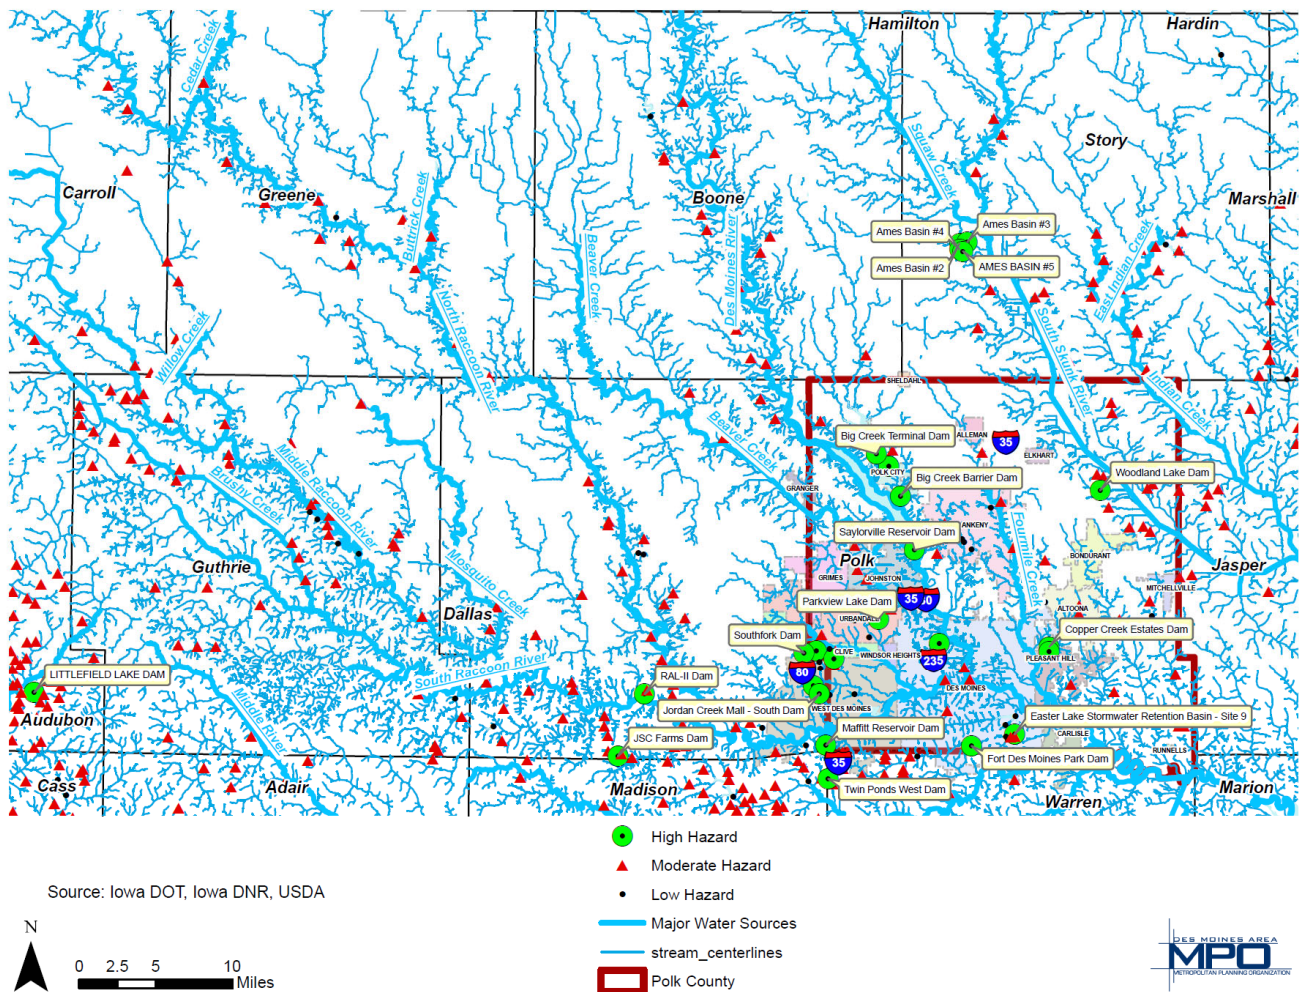 Hamilton
Hardin
Cedar Creek
Squaw Creek
Story
Carroll
Greene
Buttrick Creek
Boone
Marshall
Ames Basin #4
Ames Basin #3
Ames Basin #2
AMES BASIN #5
Beaver Creek
Des Moines River
East Indian Creek
North Raccoon River
Willow Creek
South Skunk River
Indian Creek
SHELDAHL
Beaver Creek
Big Creek Terminal Dam
ALLEMAN
35
ELKHART
POLK CITY
Woodland Lake Dam
Big Creek Barrier Dam
GRANGER
Middle Raccoon River
Brushy Creek
Saylorville Reservoir Dam
ANKENY
Fourmile Creek
BONDURANT
Guthrie
Mosquito Creek
Polk
GRIMES
JOHNSTON
Jasper
MITCHELLVILLE
Dallas
Parkview Lake Dam
35
URBANDALE
ALTOONA
Southfork Dam
Copper Creek Estates Dam
CLIVE
WINDSOR HEIGHTS
235
PLEASANT HILL
LITTLEFIELD LAKE DAM
South Racoon River
80
RAL-II Dam
DES MOINES
Audubon
Middle River
Jordan Creek Mall - South Dam
WEST DES MOINES
Easter Lake Stormwater Retention Basin - Site 9
Maffitt Reservoir Dam
CARLISLE
JSC Farms Dam
RUNNELLS
35
Fort Des Moines Park Dam
Cass
Adair
Madison
Twin Ponds West Dam
Warren
Marion
High Hazard
Moderate Hazard
Low Hazard
Major Water Sources
stream_centerlines
Polk County
Source: Iowa DOT, Iowa DNR, USDA
N
0 2.5 5 10
Miles
DES MOINES AREA
MPO
METROPOLITAN PLANNING ORGANIZATION